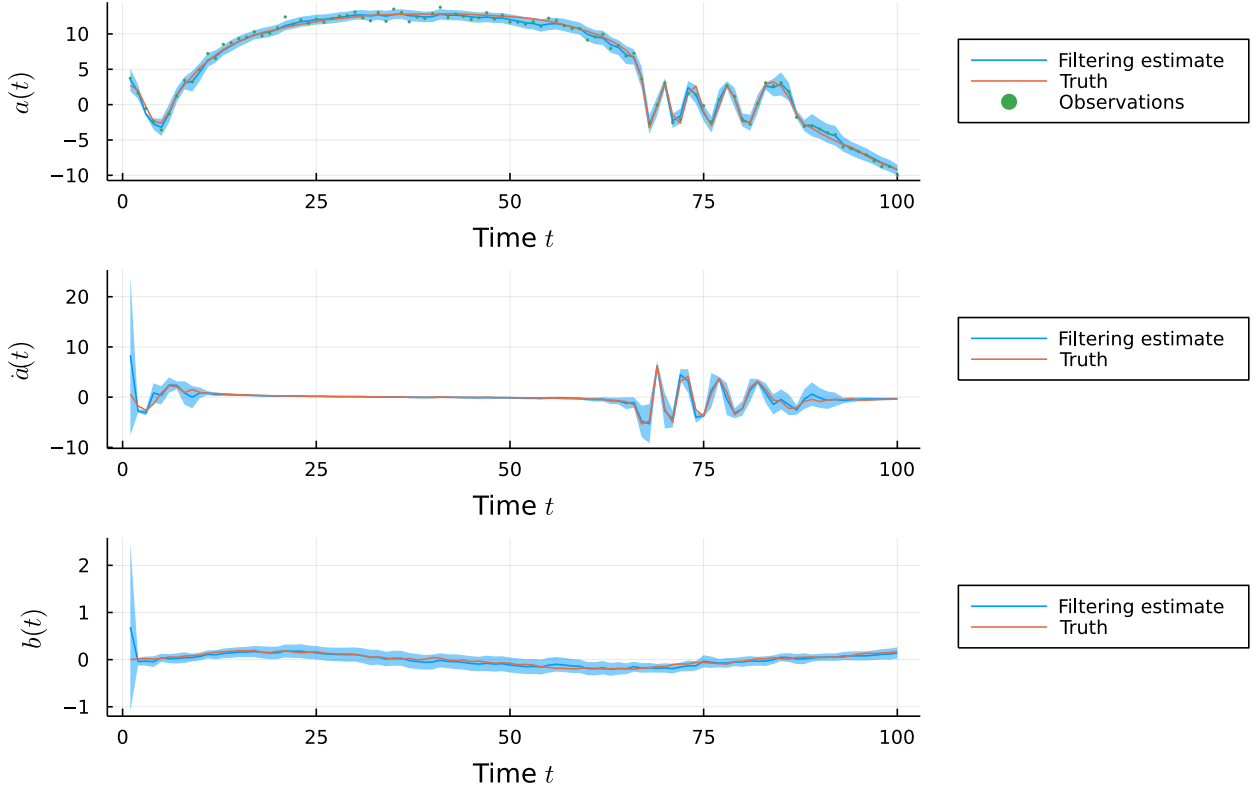 a(t)
10
5
0
−5
−10
0 25 50 75 100
Time t
Filtering estimate
Truth
Observations
ȧ(t)
20
10
0
−10
0 25 50 75 100
Time t
Filtering estimate
Truth
b(t)
2
1
0
−1
0 25 50 75 100
Time t
Filtering estimate
Truth